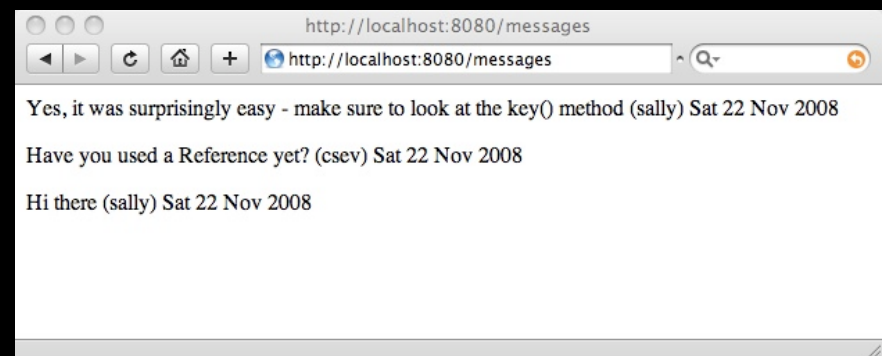 http://localhost:8080/messages
http://localhost:8080/messages
Yes, it was surprisingly easy - make sure to look at the key() method (sally) Sat 22 Nov 2008
Have you used a Reference yet? (csev) Sat 22 Nov 2008
Hi there (sally) Sat 22 Nov 2008